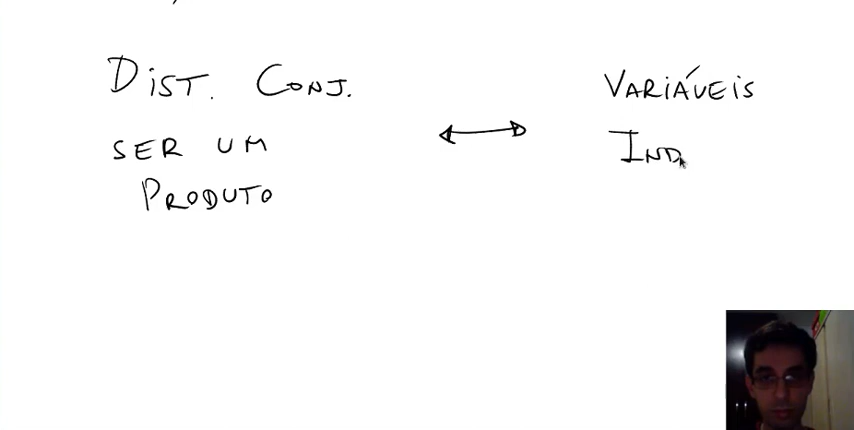 DIST. CONJ.
SER UM
PRODUTO
VARIÁVEIS
IND